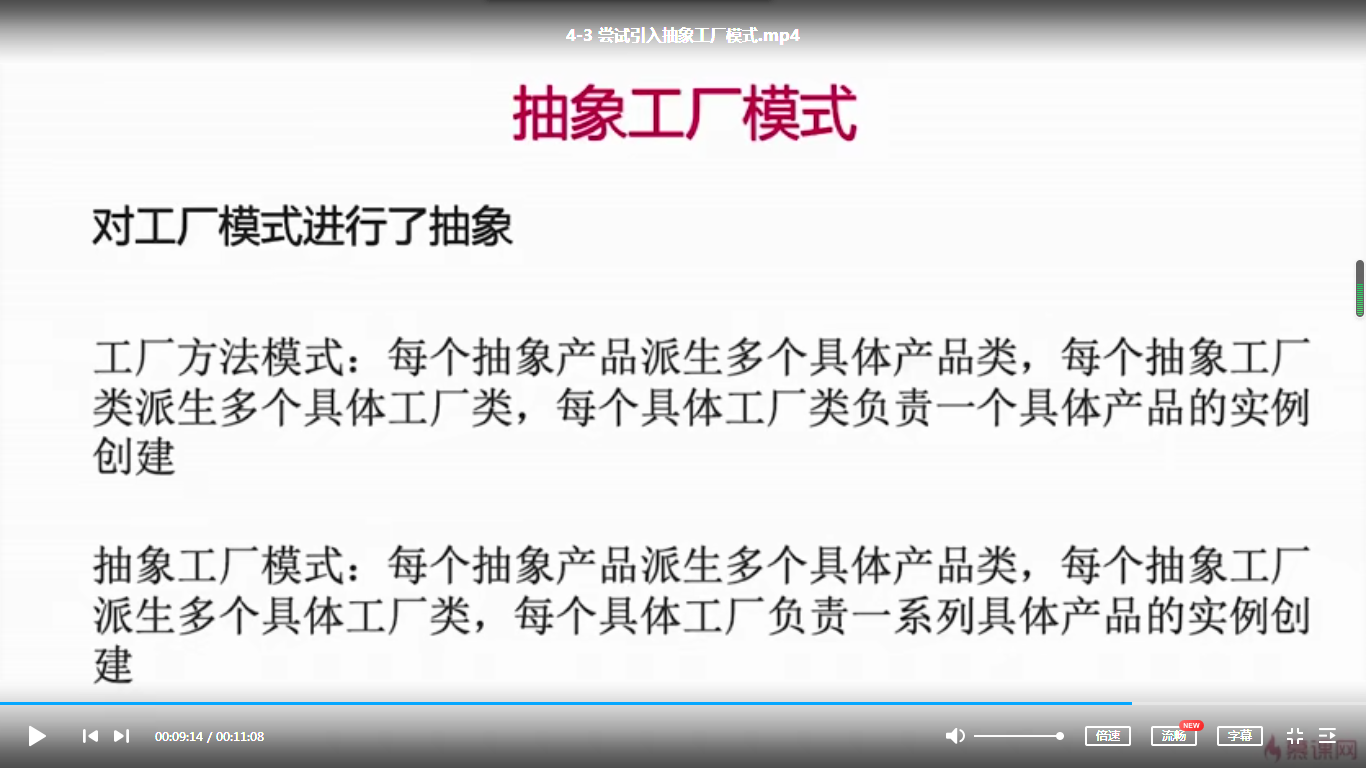 4-3 尝试引入抽象工厂模式.mp4
抽象工厂模式
对工厂模式进行了抽象
工厂方法模式：每个抽象产品派生多个具体产品类，每个抽象工厂
类派生多个具体工厂类，每个具体工厂类负责一个具体产品的实例
创建
抽象工厂模式：每个抽象产品派生多个具体产品类，每个抽象工厂
派生多个具体工厂类，每个具体工厂负责一系列具体产品的实例创
建
00:09:14 / 00:11:08
倍速
流畅
NEW
字幕
慕课网